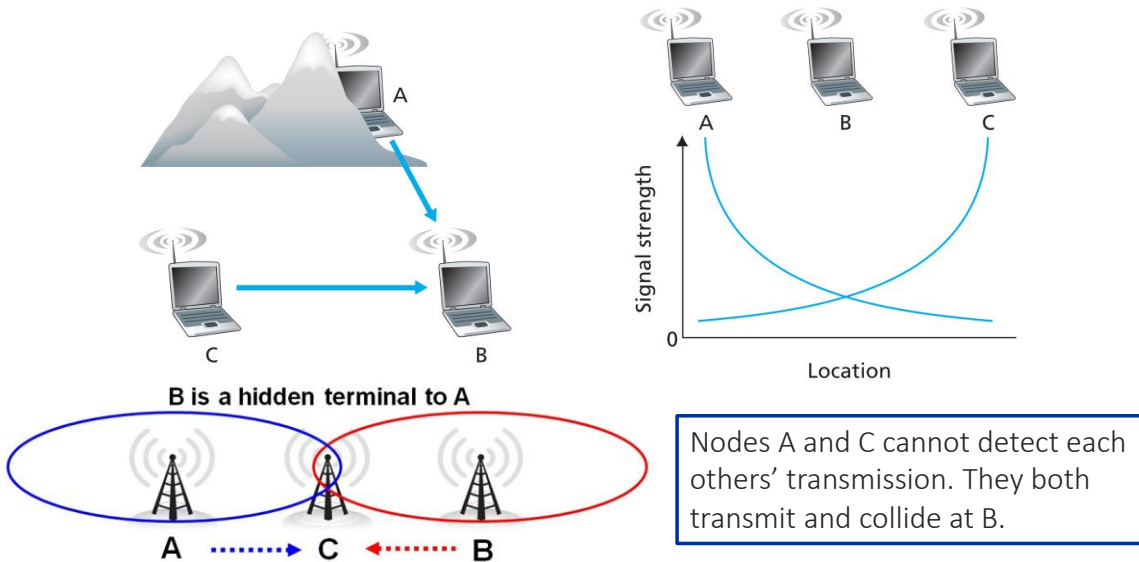 A
C
B
A
B
C
Signal strength
0
Location
B is a hidden terminal to A
A
C
B
Nodes A and C cannot detect each
others’ transmission. They both
transmit and collide at B.